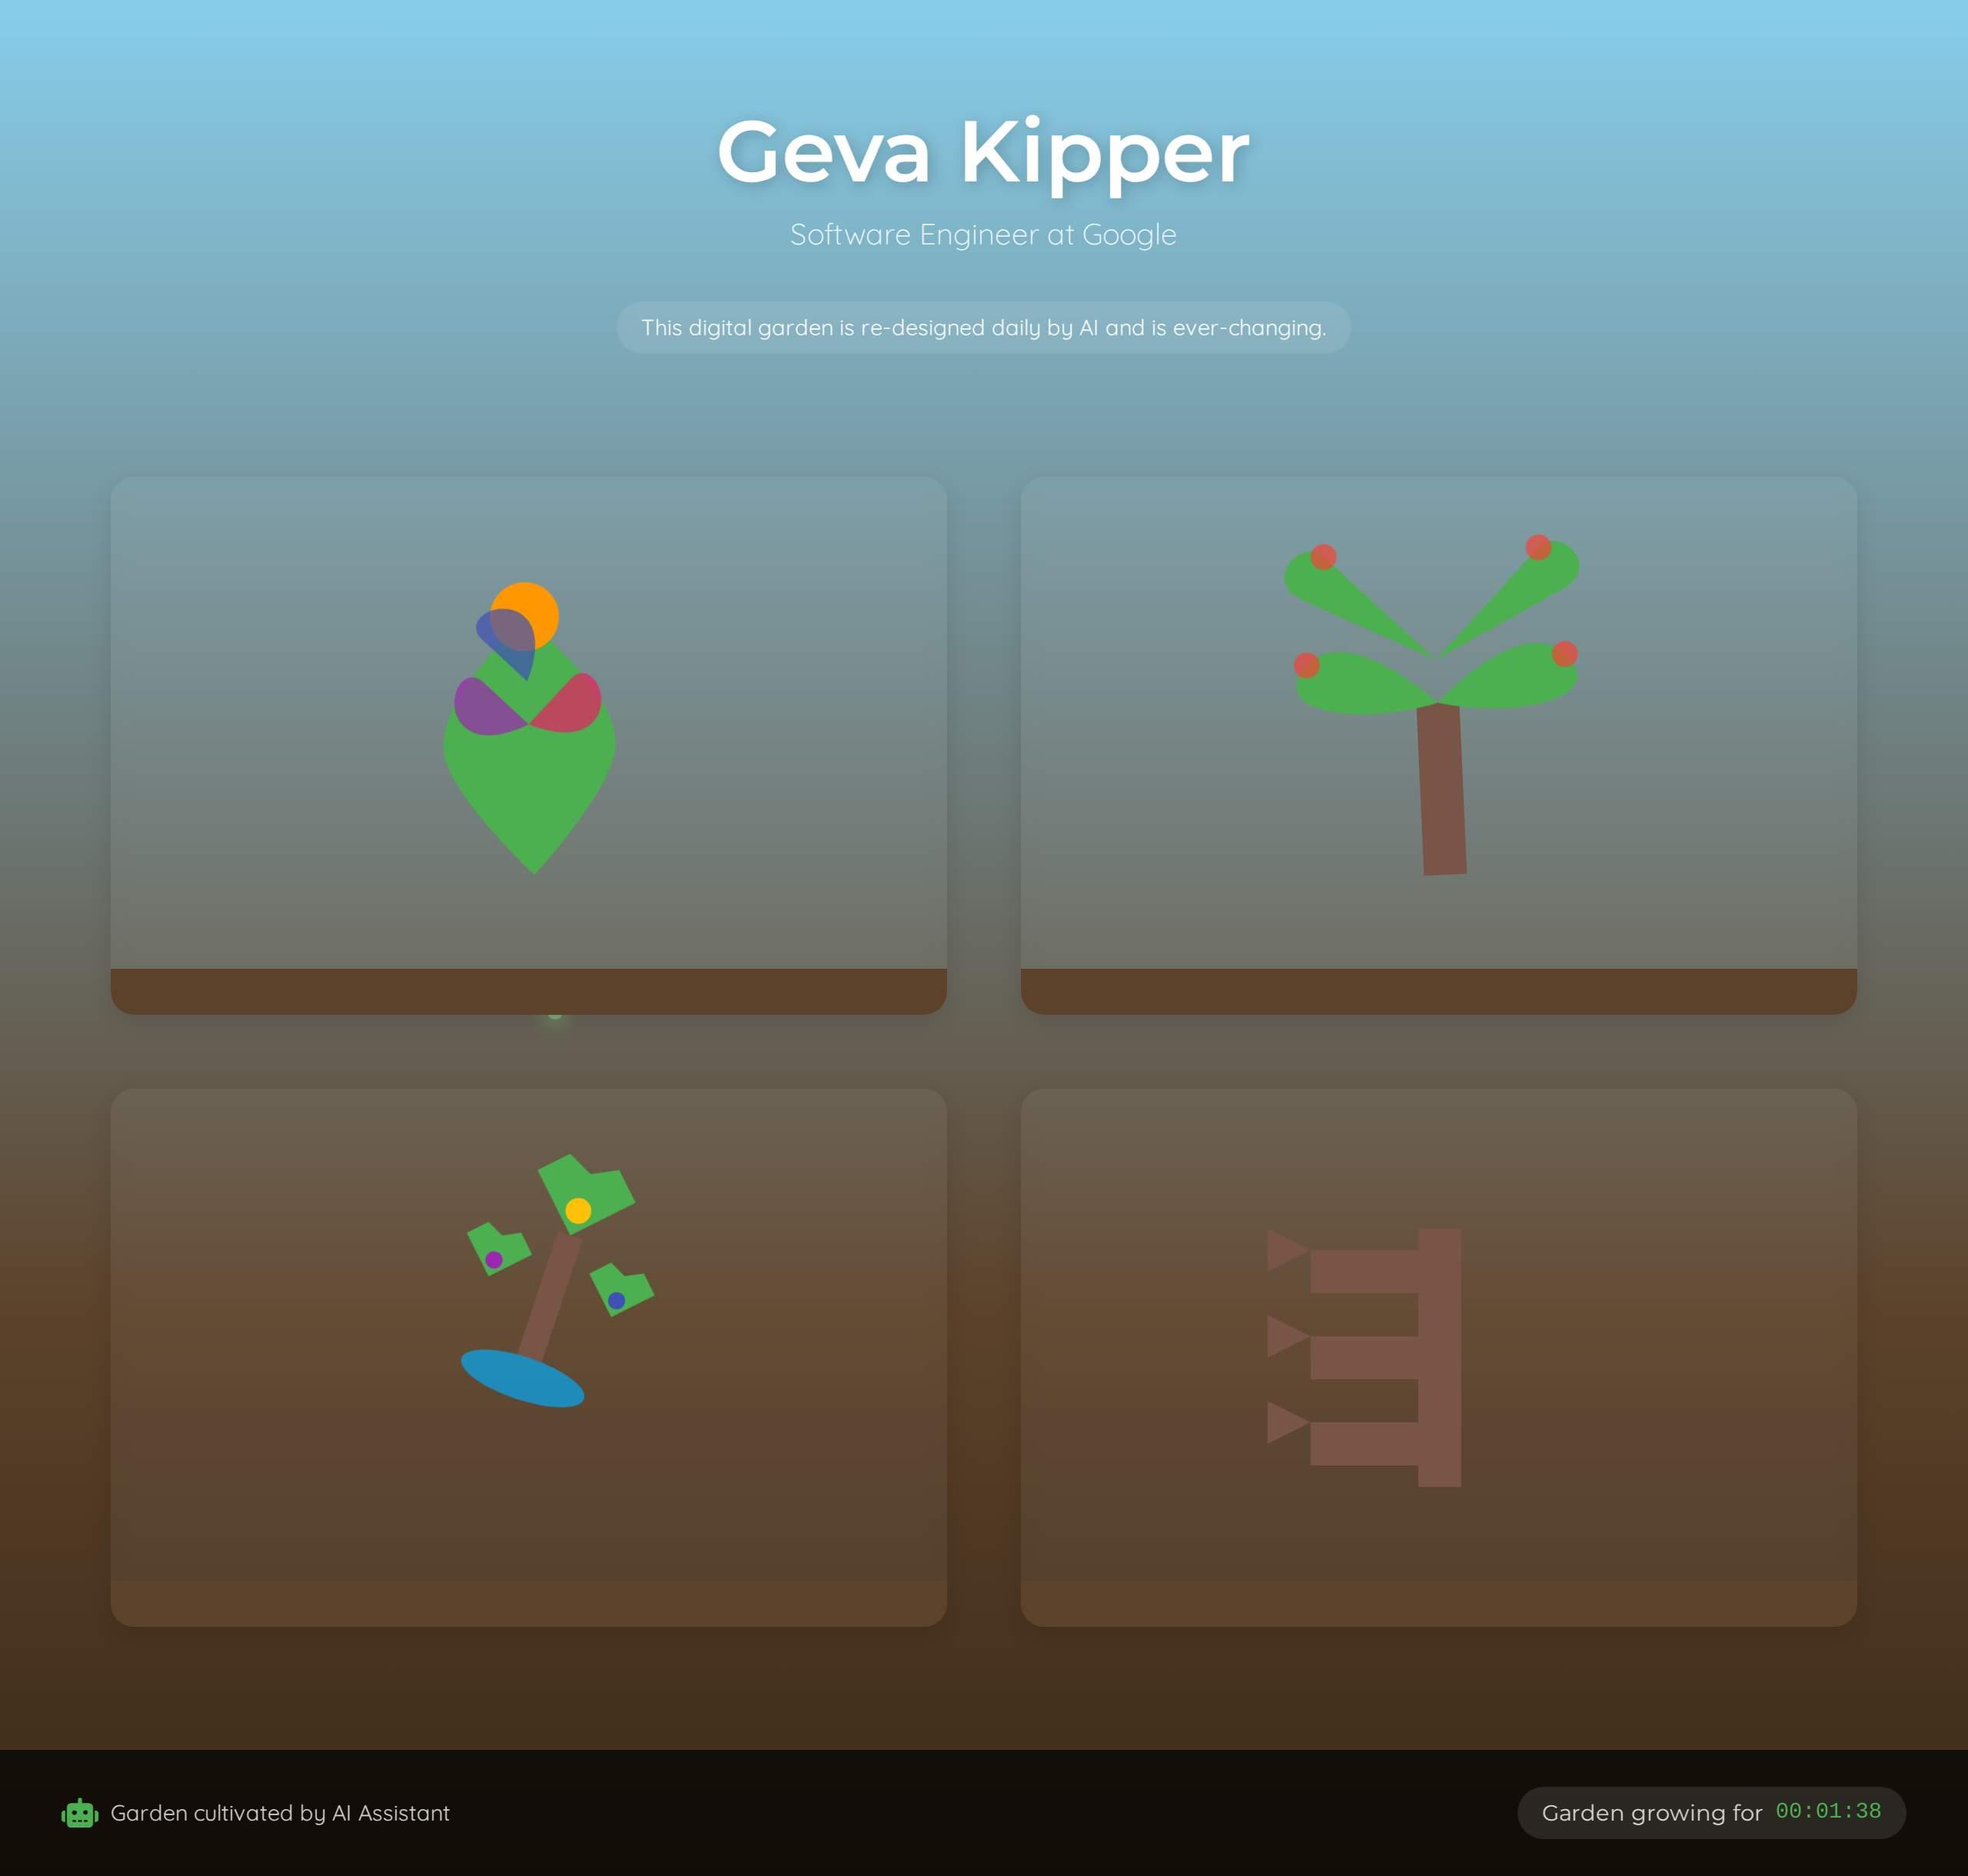 Geva Kipper
Software Engineer at Google
This digital garden is re-designed daily by AI and is ever-changing.
Garden cultivated by AI Assistant
Garden growing for 00:01:38